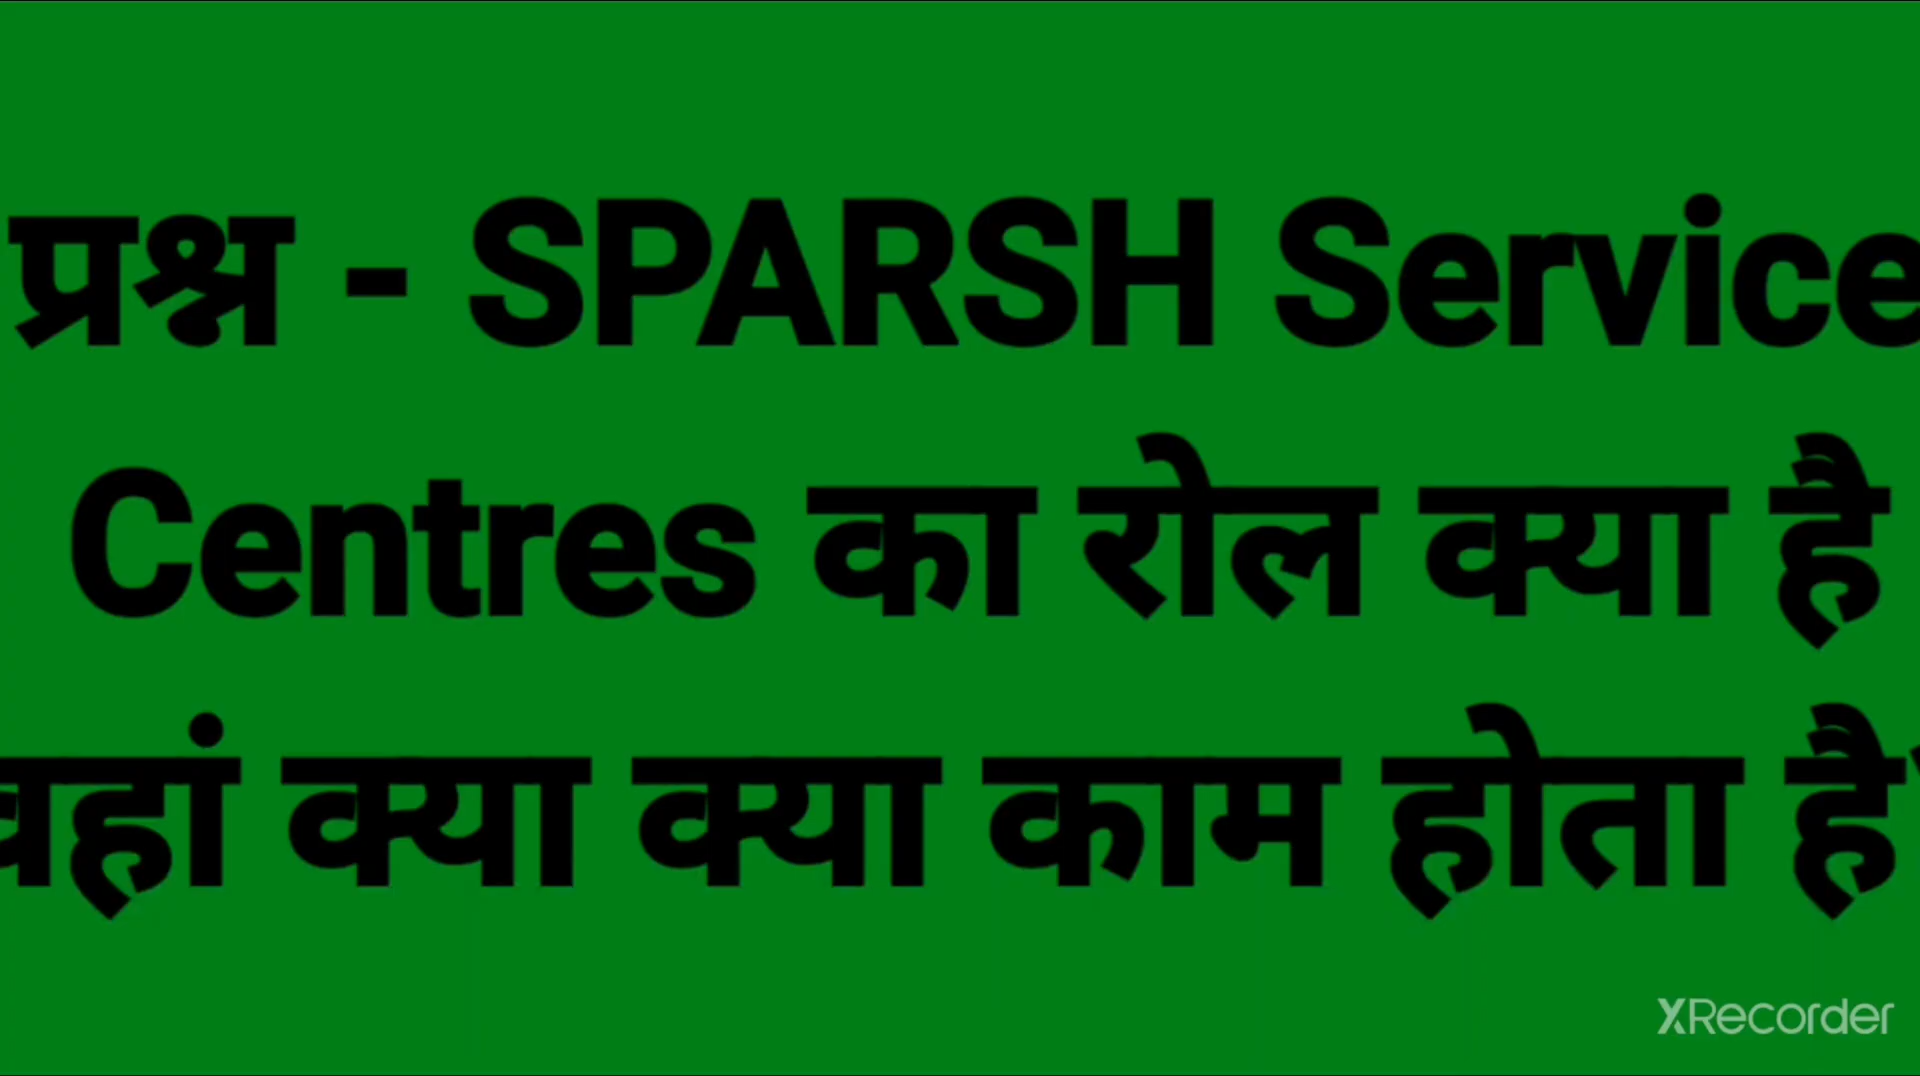 प्रश्न - SPARSH Service
Centres का रोल क्या है
वहां क्या क्या काम होता है
XRecorder